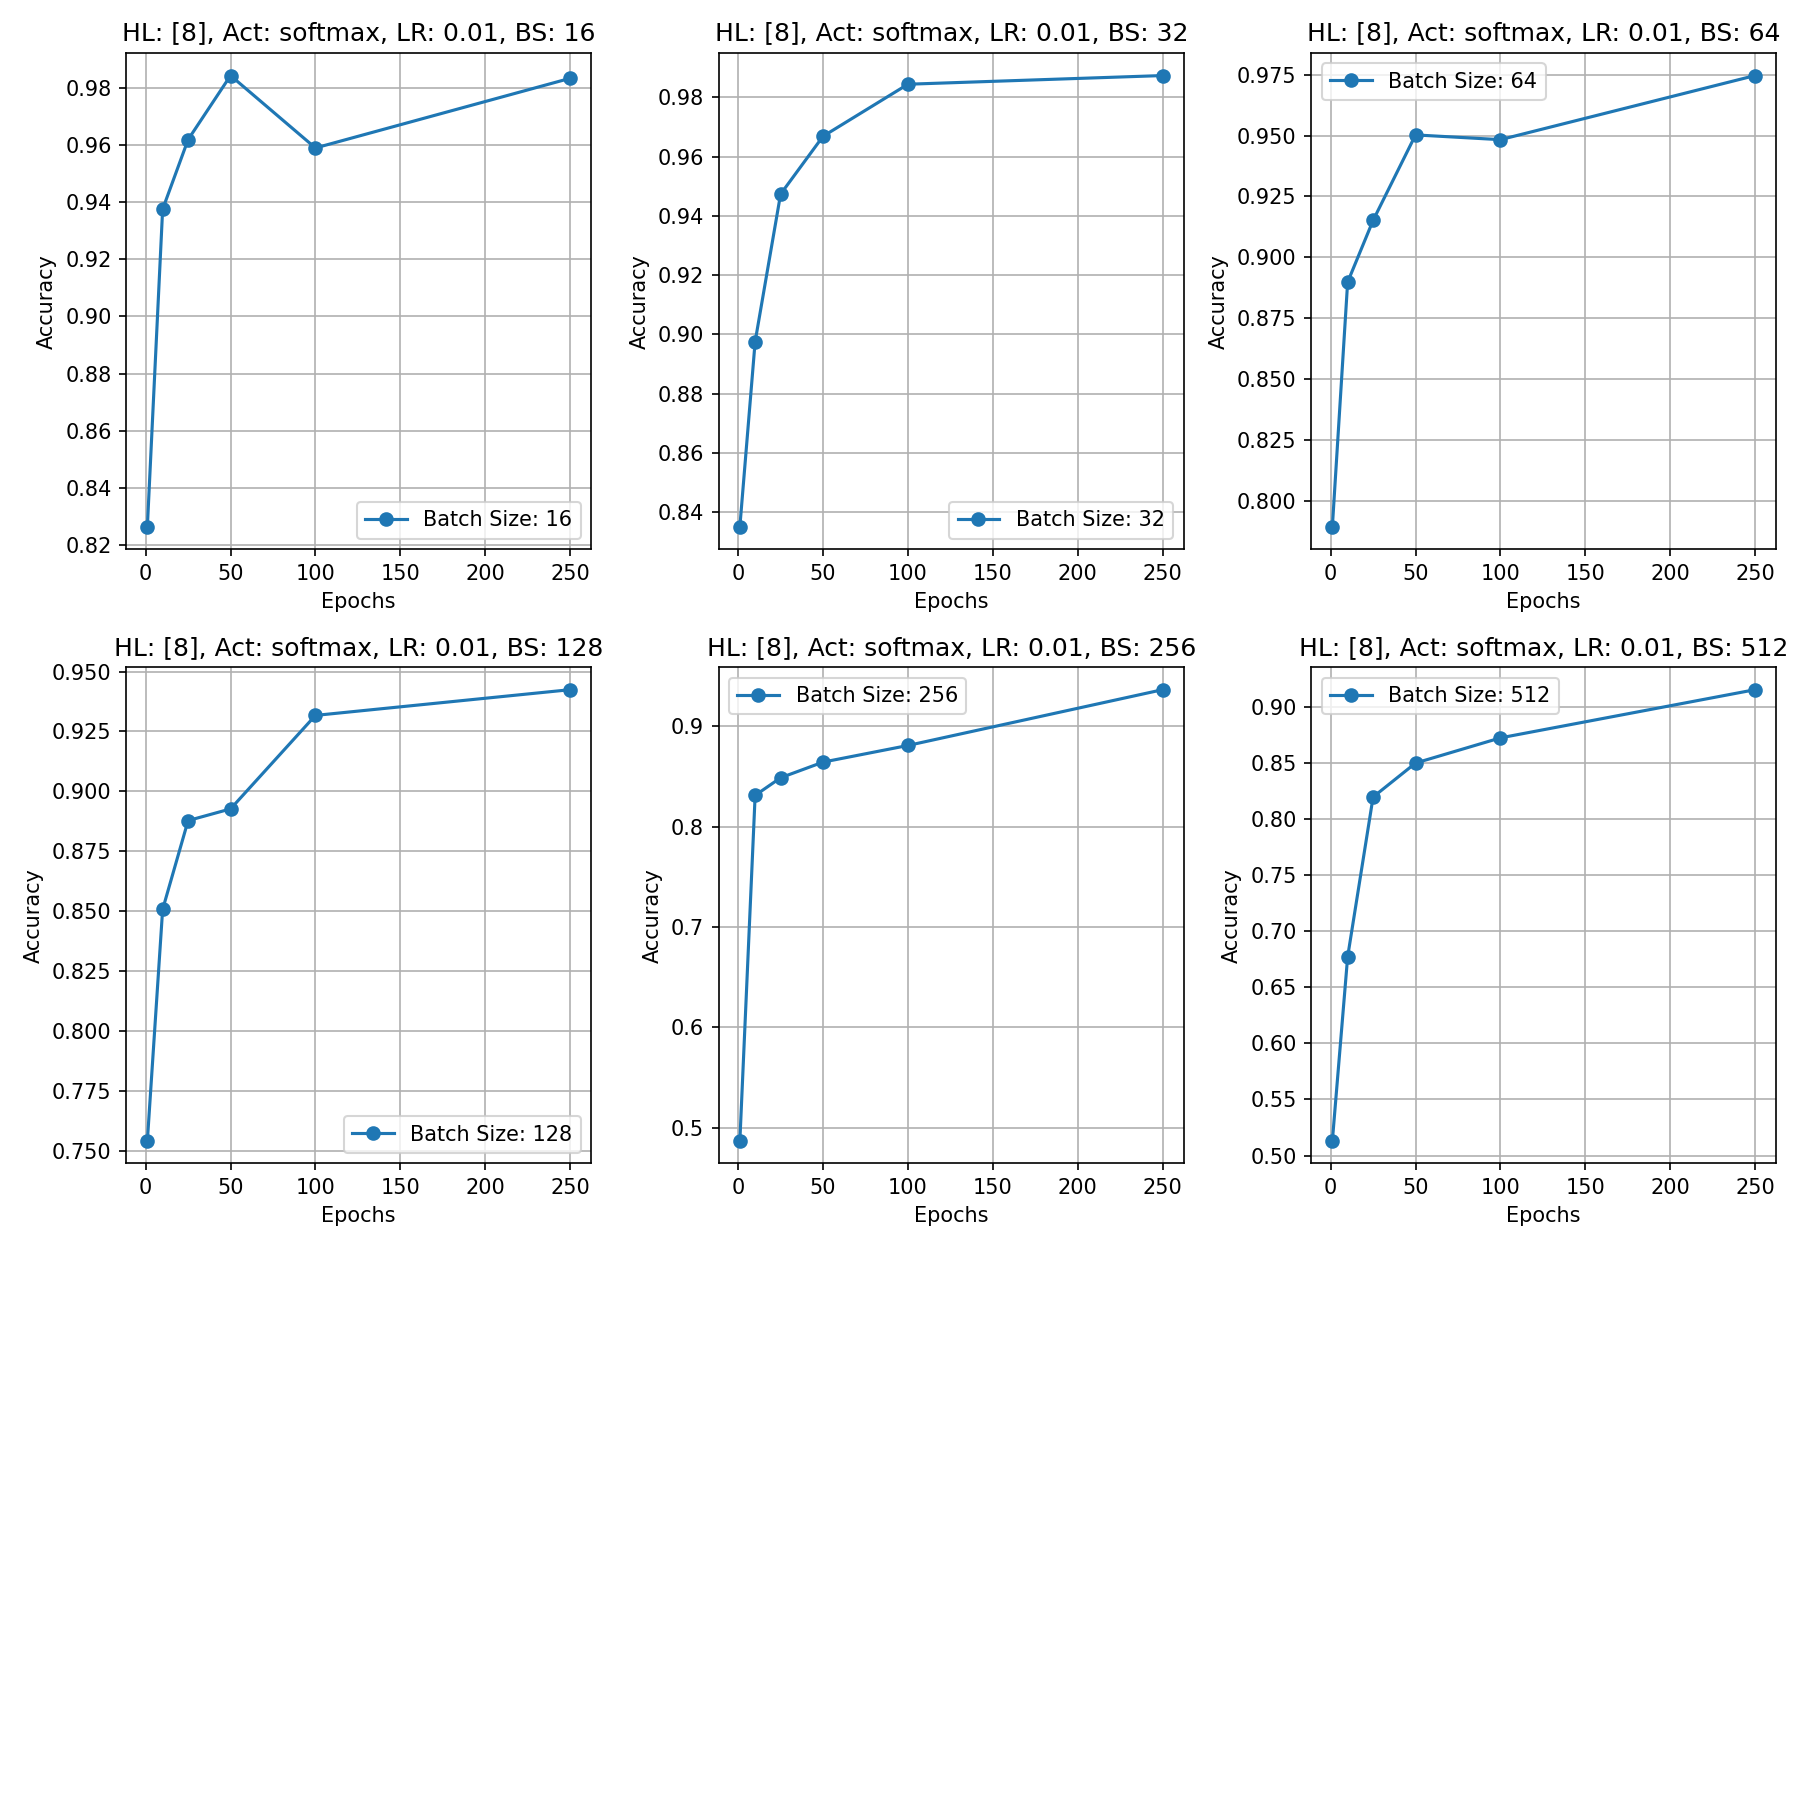 HL: [8], Act: softmax, LR: 0.01, BS: 16
0.98
0.96
0.94
0.92
0.90
0.88
0.86
0.84
0.82
Accuracy
Batch Size: 16
0 50 100 150 200 250
Epochs
HL: [8], Act: softmax, LR: 0.01, BS: 32
0.98
0.96
0.94
0.92
0.90
0.88
0.86
0.84
Accuracy
Batch Size: 32
0 50 100 150 200 250
Epochs
HL: [8], Act: softmax, LR: 0.01, BS: 64
Batch Size: 64
0.975
0.950
0.925
0.900
0.875
0.850
0.825
0.800
Accuracy
0 50 100 150 200 250
Epochs
HL: [8], Act: softmax, LR: 0.01, BS: 128
0.950
0.925
0.900
0.875
0.850
0.825
0.800
0.775
0.750
Accuracy
Batch Size: 128
0 50 100 150 200 250
Epochs
HL: [8], Act: softmax, LR: 0.01, BS: 256
Batch Size: 256
0.9
0.8
0.7
0.6
0.5
Accuracy
0 50 100 150 200 250
Epochs
HL: [8], Act: softmax, LR: 0.01, BS: 512
Batch Size: 512
0.90
0.85
0.80
0.75
0.70
0.65
0.60
0.55
0.50
Accuracy
0 50 100 150 200 250
Epochs